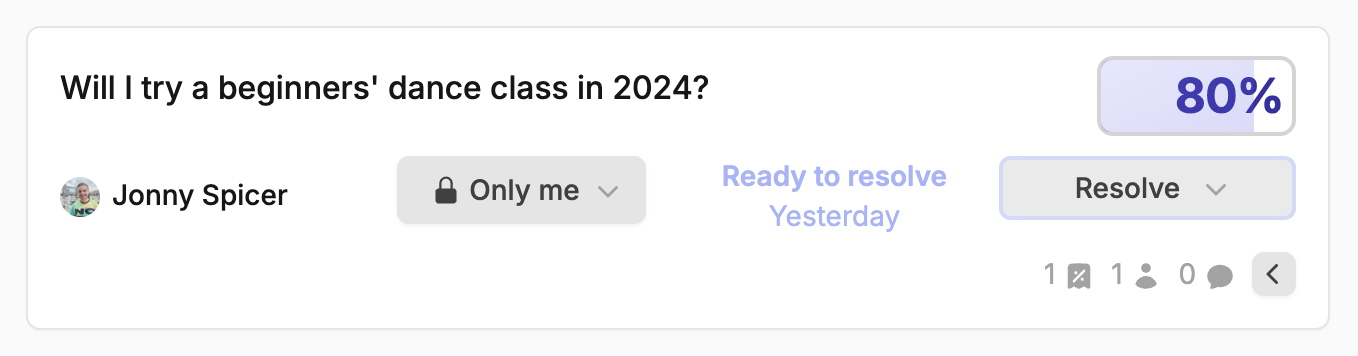 Will I try a beginners' dance class in 2024?
80%
Jonny Spicer
Only me
Ready to resolve
Yesterday
Resolve
1 1 0